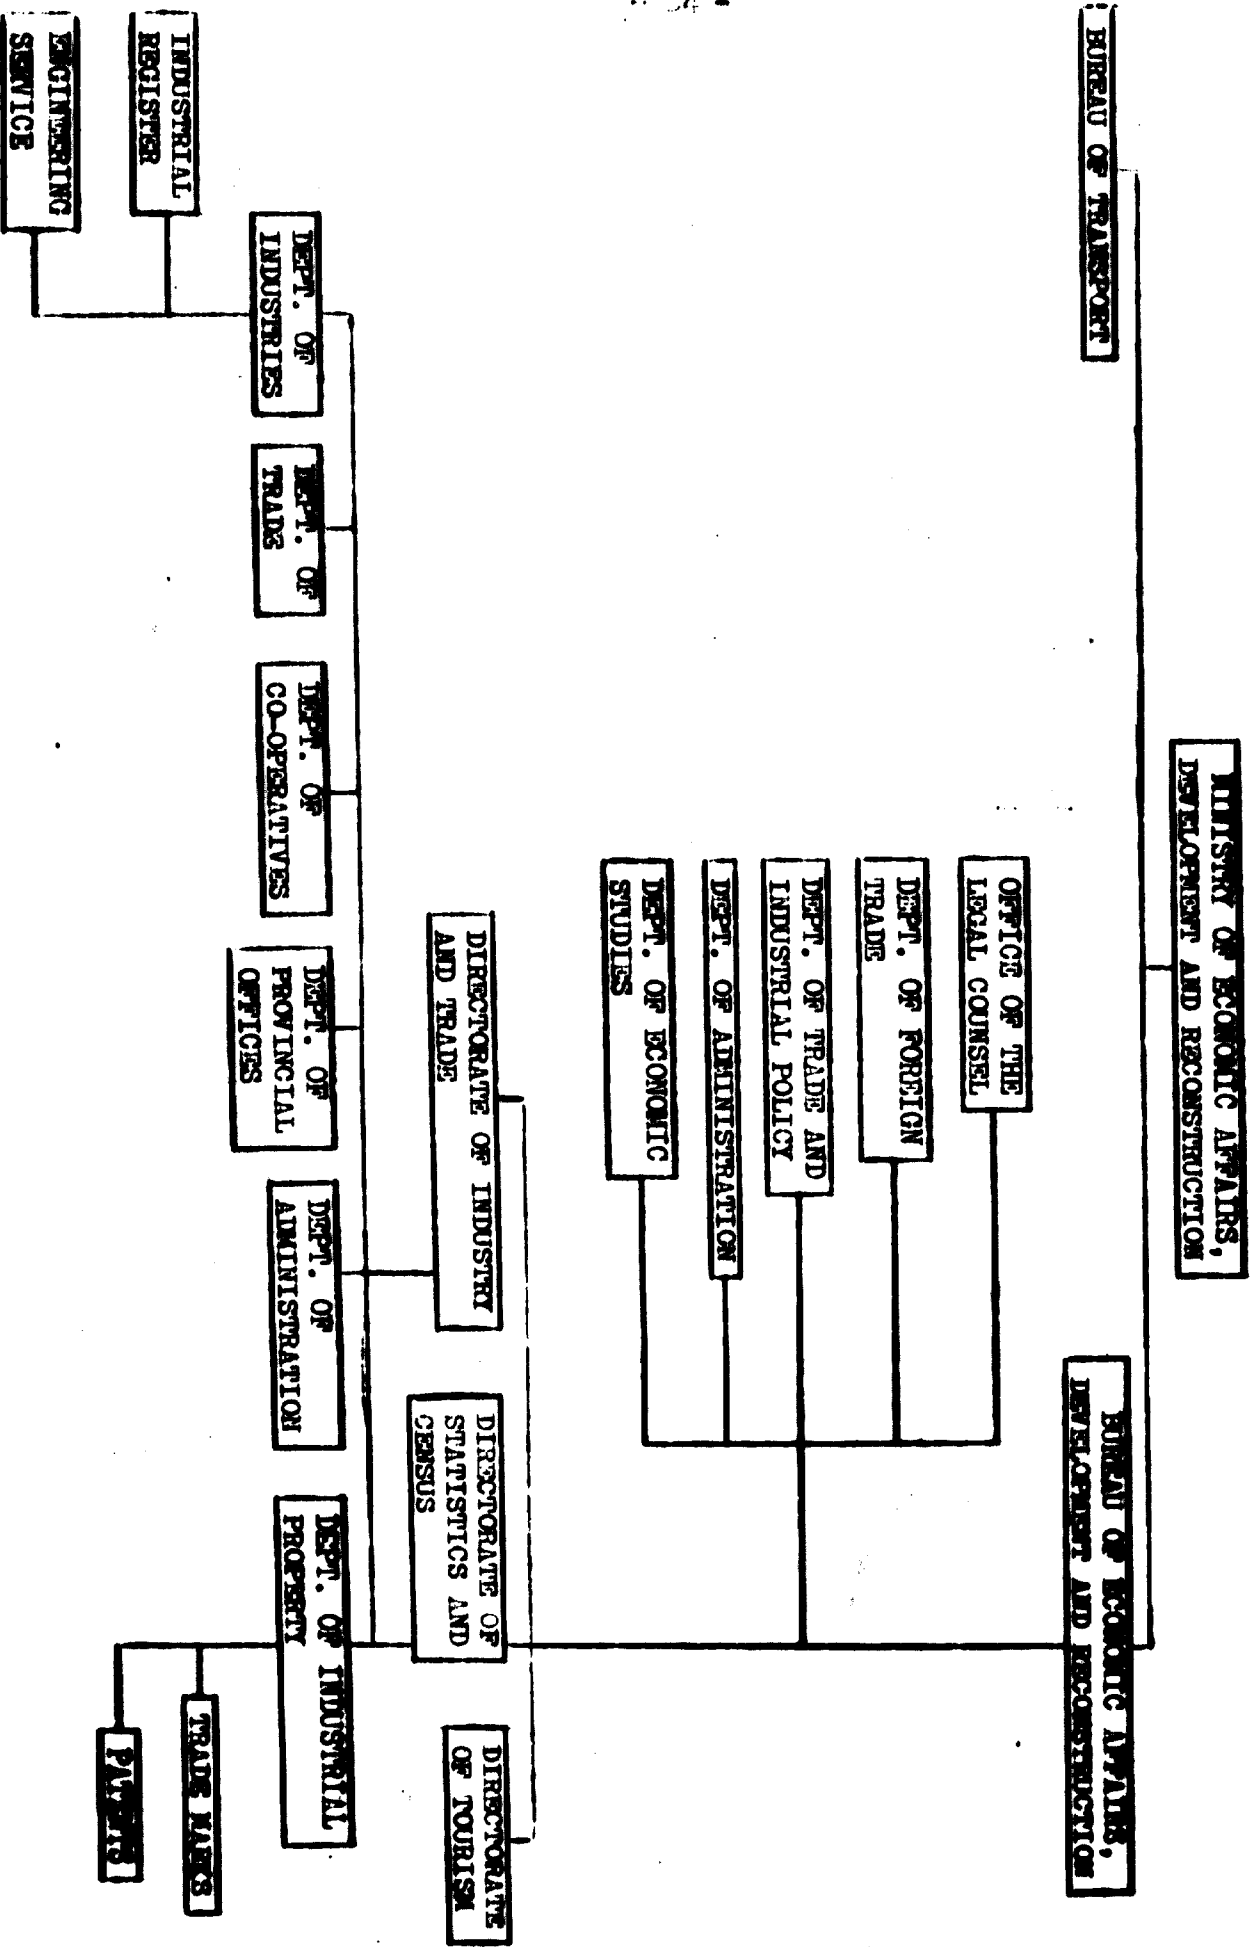 MINISTRY OF ECONOMIC AFFAIRS,
DEVELOPMENT AND RECONSTRUCTION
BUREAU OF TRANSPORT
BUREAU OF ECONOMIC AFFAIRS,
DEVELOPMENT AND RECONSTRUCTION
OFFICE OF THE
LEGAL COUNSEL
DEPT. OF FOREIGN
TRADE
DEPT. OF TRADE AND
INDUSTRIAL POLICY
DEPT. OF ADMINISTRATION
DEPT. OF ECONOMIC
STUDIES
DIRECTORATE OF INDUSTRY
AND TRADE
DIRECTORATE OF
STATISTICS AND
CENSUS
DIRECTORATE
OF TOURISM
DEPT. OF
INDUSTRIES
DEPT. OF
TRADE
DEPT. OF
CO-OPERATIVES
DEPT. OF
PROVINCIAL
OFFICES
DEPT. OF
ADMINISTRATION
DEPT. OF INDUSTRIAL
PROPERTY
INDUSTRIAL
REGISTER
ENGINEERING
SERVICE
TRADE MARKS
PATENTS